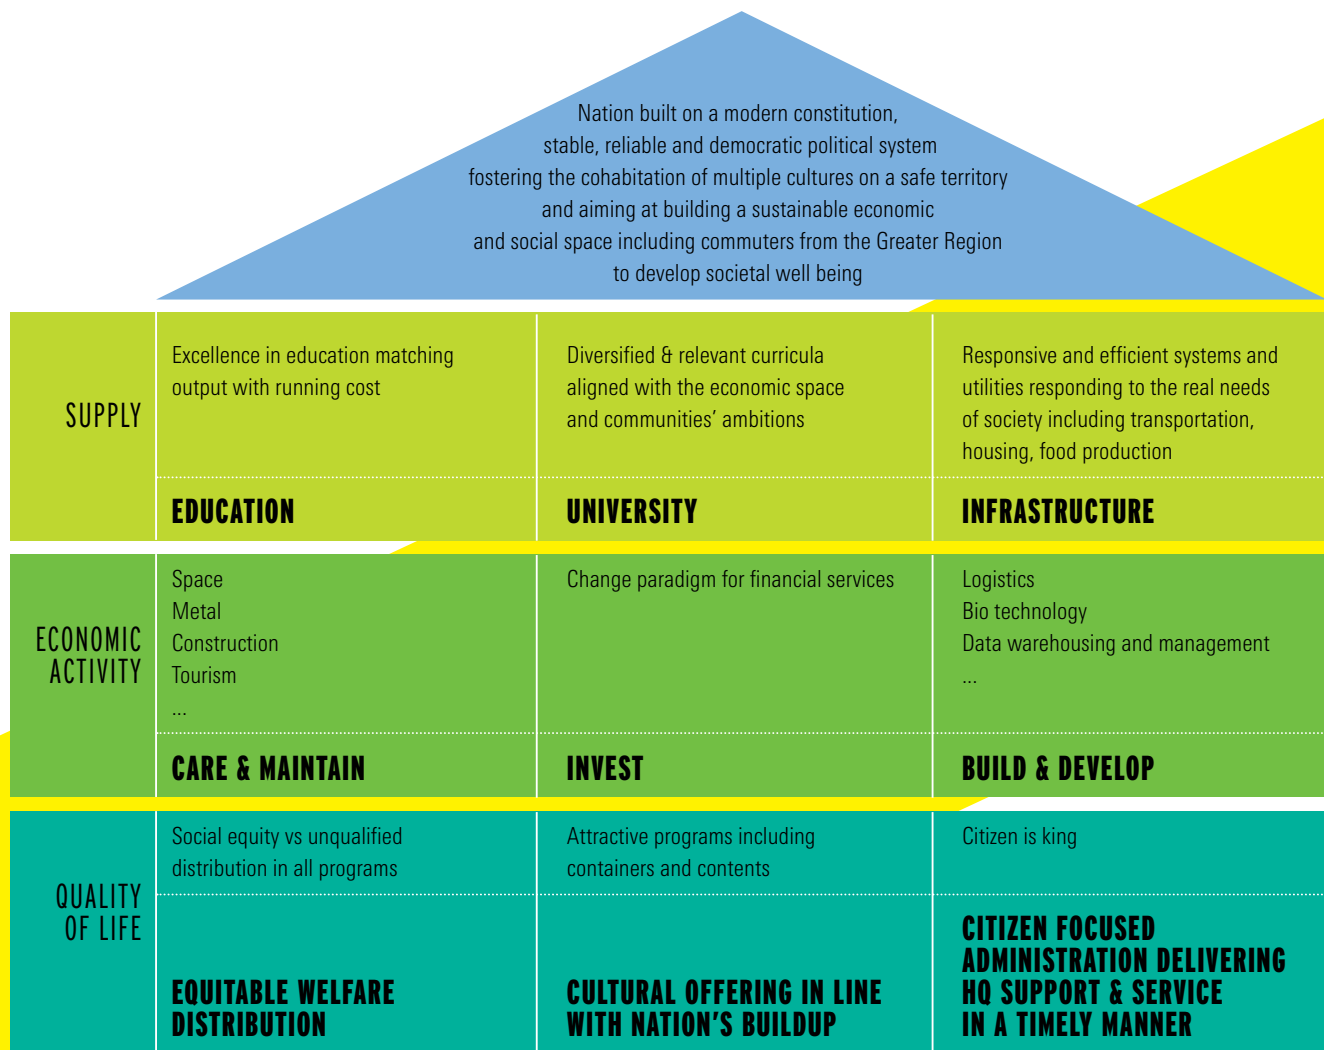 Nation built on a modern constitution,
stable, reliable and democratic political system
fostering the cohabitation of multiple cultures on a safe territory
and aiming at building a sustainable economic
and social space including commuters from the Greater Region
to develop societal well being
SUPPLY
Excellence in education matching
output with running cost
EDUCATION
Diversified & relevant curricula
aligned with the economic space
and communities’ ambitions
UNIVERSITY
Responsive and efficient systems and
utilities responding to the real needs
of society including transportation,
housing, food production
INFRASTRUCTURE
ECONOMIC
ACTIVITY
Space
Metal
Construction
Tourism
...
CARE & MAINTAIN
Change paradigm for financial services
INVEST
Logistics
Bio technology
Data warehousing and management
...
BUILD & DEVELOP
QUALITY
OF LIFE
Social equity vs unqualified
distribution in all programs
EQUITABLE WELFARE
DISTRIBUTION
Attractive programs including
containers and contents
CULTURAL OFFERING IN LINE
WITH NATION’S BUILDUP
Citizen is king
CITIZEN FOCUSED
ADMINISTRATION DELIVERING
HQ SUPPORT & SERVICE
IN A TIMELY MANNER